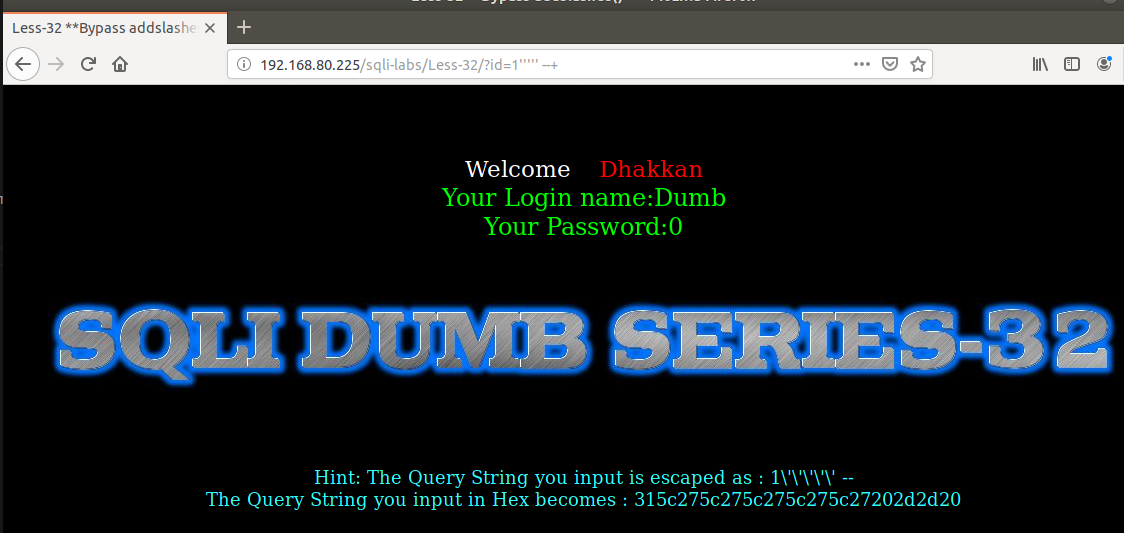 Less-32 **Bypass addslashe
192.168.80.225/sqli-labs/Less-32/?id=1''''' --+
Welcome Dhakkan
Your Login name:Dumb
Your Password:0
SQLI DUMB SERIES-32
Hint: The Query String you input is escaped as : 1\'\'\'\'\' --
The Query String you input in Hex becomes : 315c275c275c275c275c27202d2d20